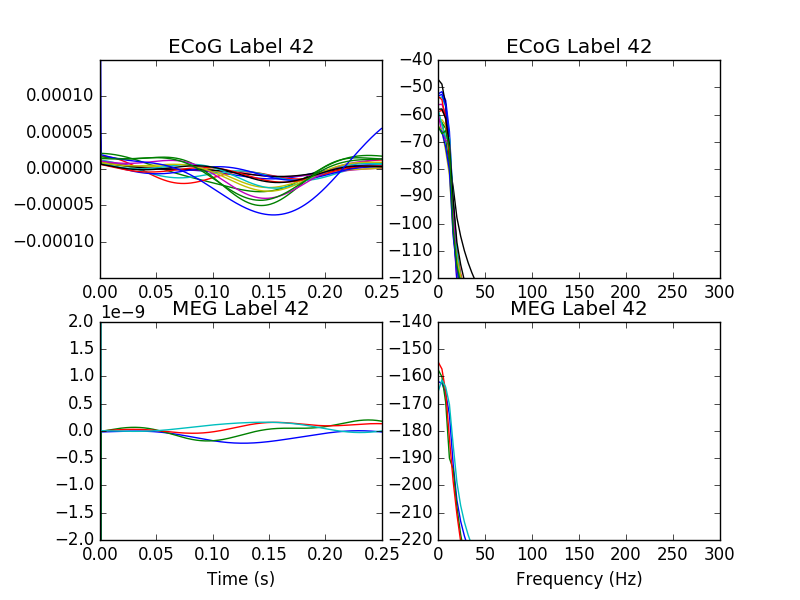 ECoG Label 42
ECoG Label 42
0.00010
0.00005
0.00000
−0.00005
−0.00010
0.00 0.05 0.10 0.15 0.20 0.25
−40
−50
−60
−70
−80
−90
−100
−110
−120
0 50 100 150 200 250 300
1e−9
MEG Label 42
MEG Label 42
2.0
1.5
1.0
0.5
0.0
−0.5
−1.0
−1.5
−2.0
0.00 0.05 0.10 0.15 0.20 0.25
Time (s)
−140
−150
−160
−170
−180
−190
−200
−210
−220
0 50 100 150 200 250 300
Frequency (Hz)